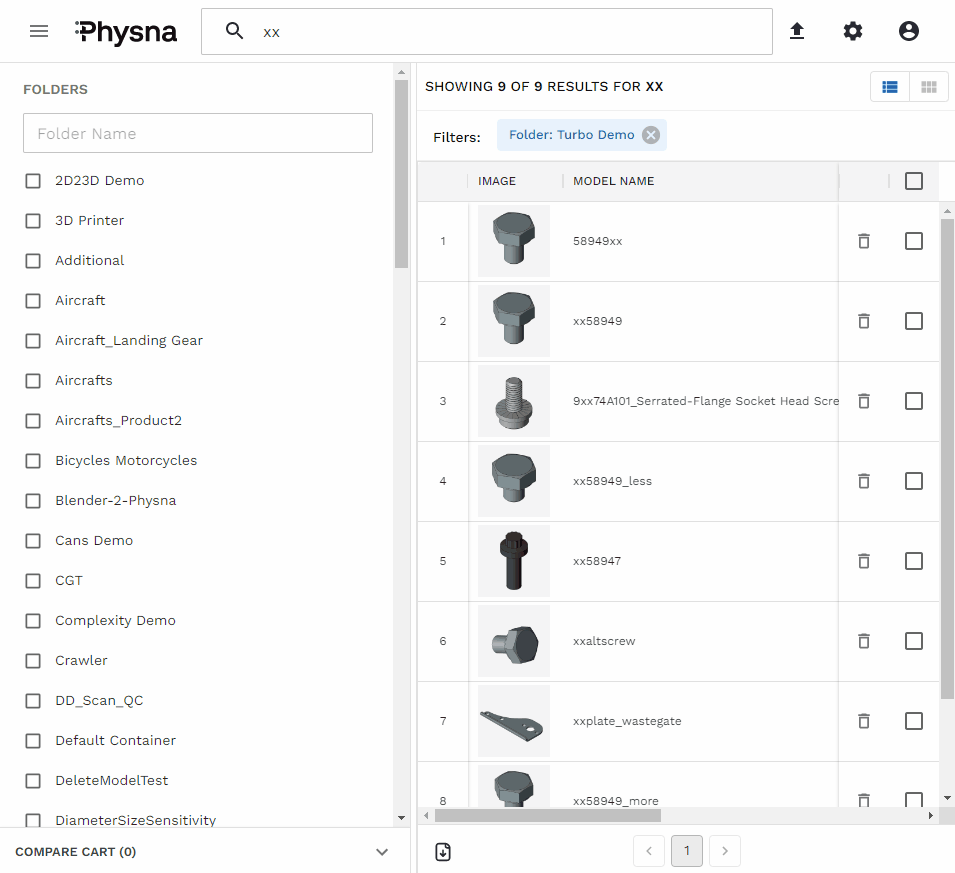 Physna
xx
FOLDERS
Folder Name
2D23D Demo
3D Printer
Additional
Aircraft
Aircraft_Landing Gear
Aircrafts
Aircrafts_Product2
Bicycles Motorcycles
Blender-2-Physna
Cans Demo
CGT
Complexity Demo
Crawler
DD_Scan_QC
Default Container
DeleteModelTest
DiameterSizeSensitivity
COMPARE CART (0)
SHOWING 9 OF 9 RESULTS FOR XX
Filters: Folder: Turbo Demo
IMAGE MODEL NAME
1 58949xx
2 xx58949
3 9xx74A101_Serrated-Flange Socket Head Scre
4 xx58949_less
5 xx58947
6 xxaltscrew
7 xxplate_wastegate
8 xx58949_more
1